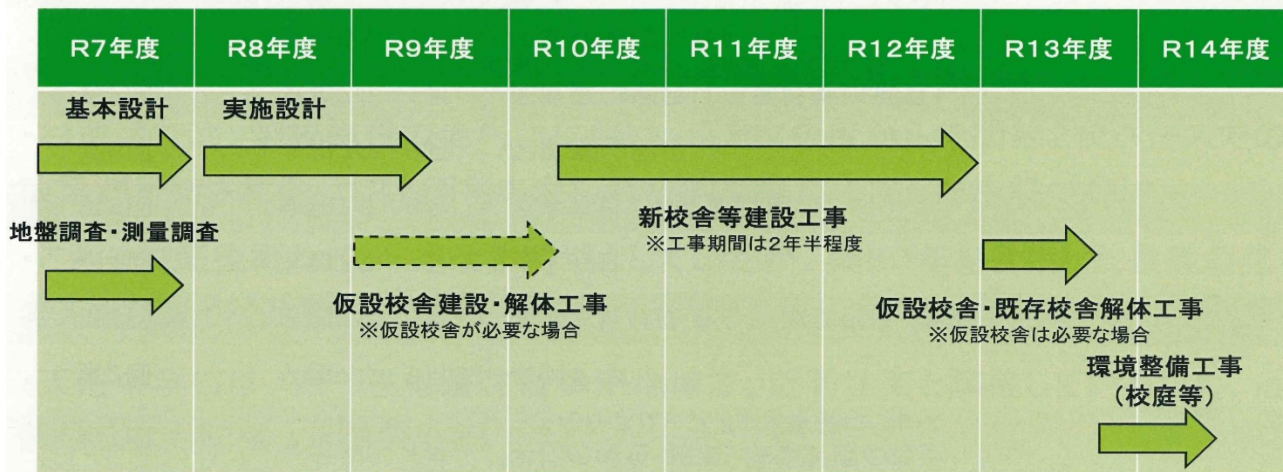 R7年度 R8年度 R9年度 R10年度 R11年度 R12年度 R13年度 R14年度
基本設計 実施設計
地盤調査・測量調査
新校舎等建設工事
※工事期間は2年半程度
仮設校舎建設・解体工事
※仮設校舎が必要な場合
仮設校舎・既存校舎解体工事
※仮設校舎は必要な場合
環境整備工事
（校庭等）